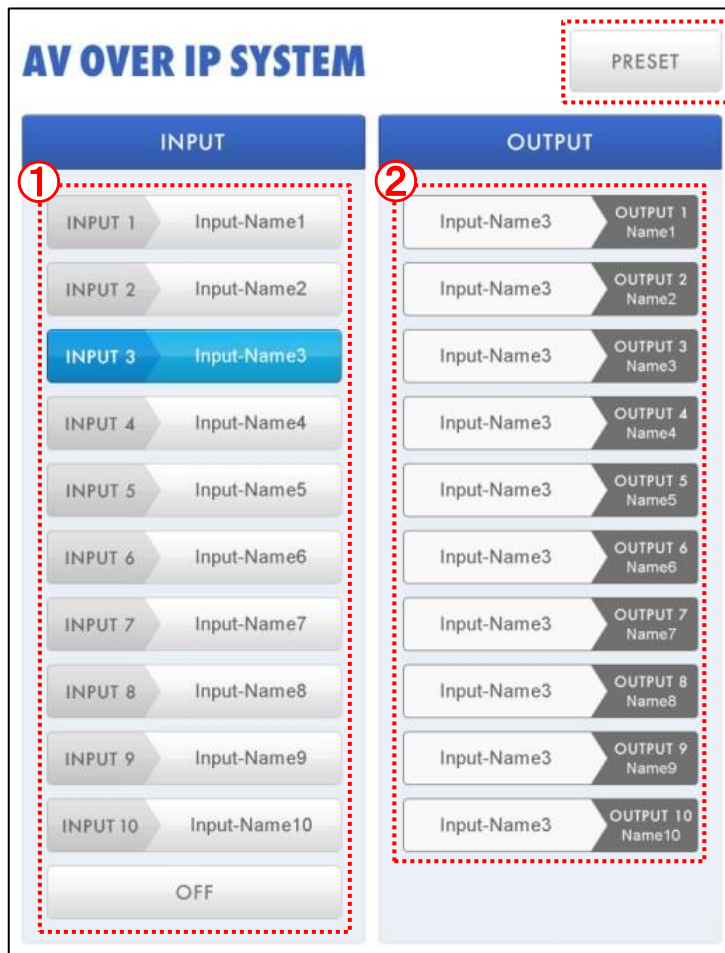 AV OVER IP SYSTEM
PRESET
INPUT
OUTPUT
①
②
INPUT 1 Input-Name1
INPUT 2 Input-Name2
INPUT 3 Input-Name3
INPUT 4 Input-Name4
INPUT 5 Input-Name5
INPUT 6 Input-Name6
INPUT 7 Input-Name7
INPUT 8 Input-Name8
INPUT 9 Input-Name9
INPUT 10 Input-Name10
OFF
Input-Name3 OUTPUT 1
Name1
Input-Name3 OUTPUT 2
Name2
Input-Name3 OUTPUT 3
Name3
Input-Name3 OUTPUT 4
Name4
Input-Name3 OUTPUT 5
Name5
Input-Name3 OUTPUT 6
Name6
Input-Name3 OUTPUT 7
Name7
Input-Name3 OUTPUT 8
Name8
Input-Name3 OUTPUT 9
Name9
Input-Name3 OUTPUT 10
Name10